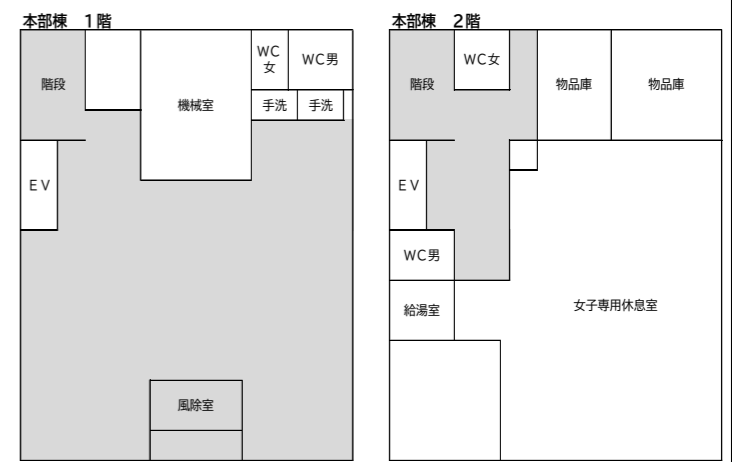 本部棟　１階
WC
女
WC男
階段
機械室
手洗
手洗
ＥＶ
風除室
本部棟　２階
WC女
階段
物品庫
物品庫
ＥＶ
WC男
給湯室
女子専用休息室